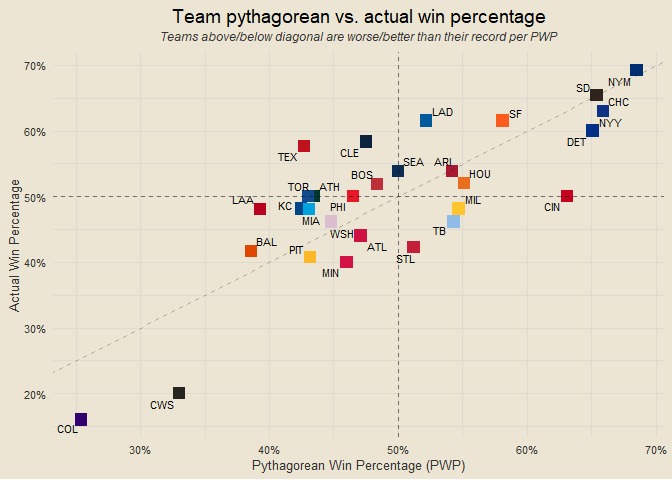 Team pythagorean vs. actual win percentage
Teams above/below diagonal are worse/better than their record per PWP
Actual Win Percentage
70%
60%
50%
40%
30%
20%
NYM
SD
CHC
NYY
DET
LAD
SF
CLE
TEX
SEA
ARI
HOU
BOS
TOR
ATH
CIN
LAA
KC
PHI
MIL
MIA
TB
WSH
ATL
STL
BAL
PIT
MIN
CWS
COL
30%
40%
50%
60%
70%
Pythagorean Win Percentage (PWP)